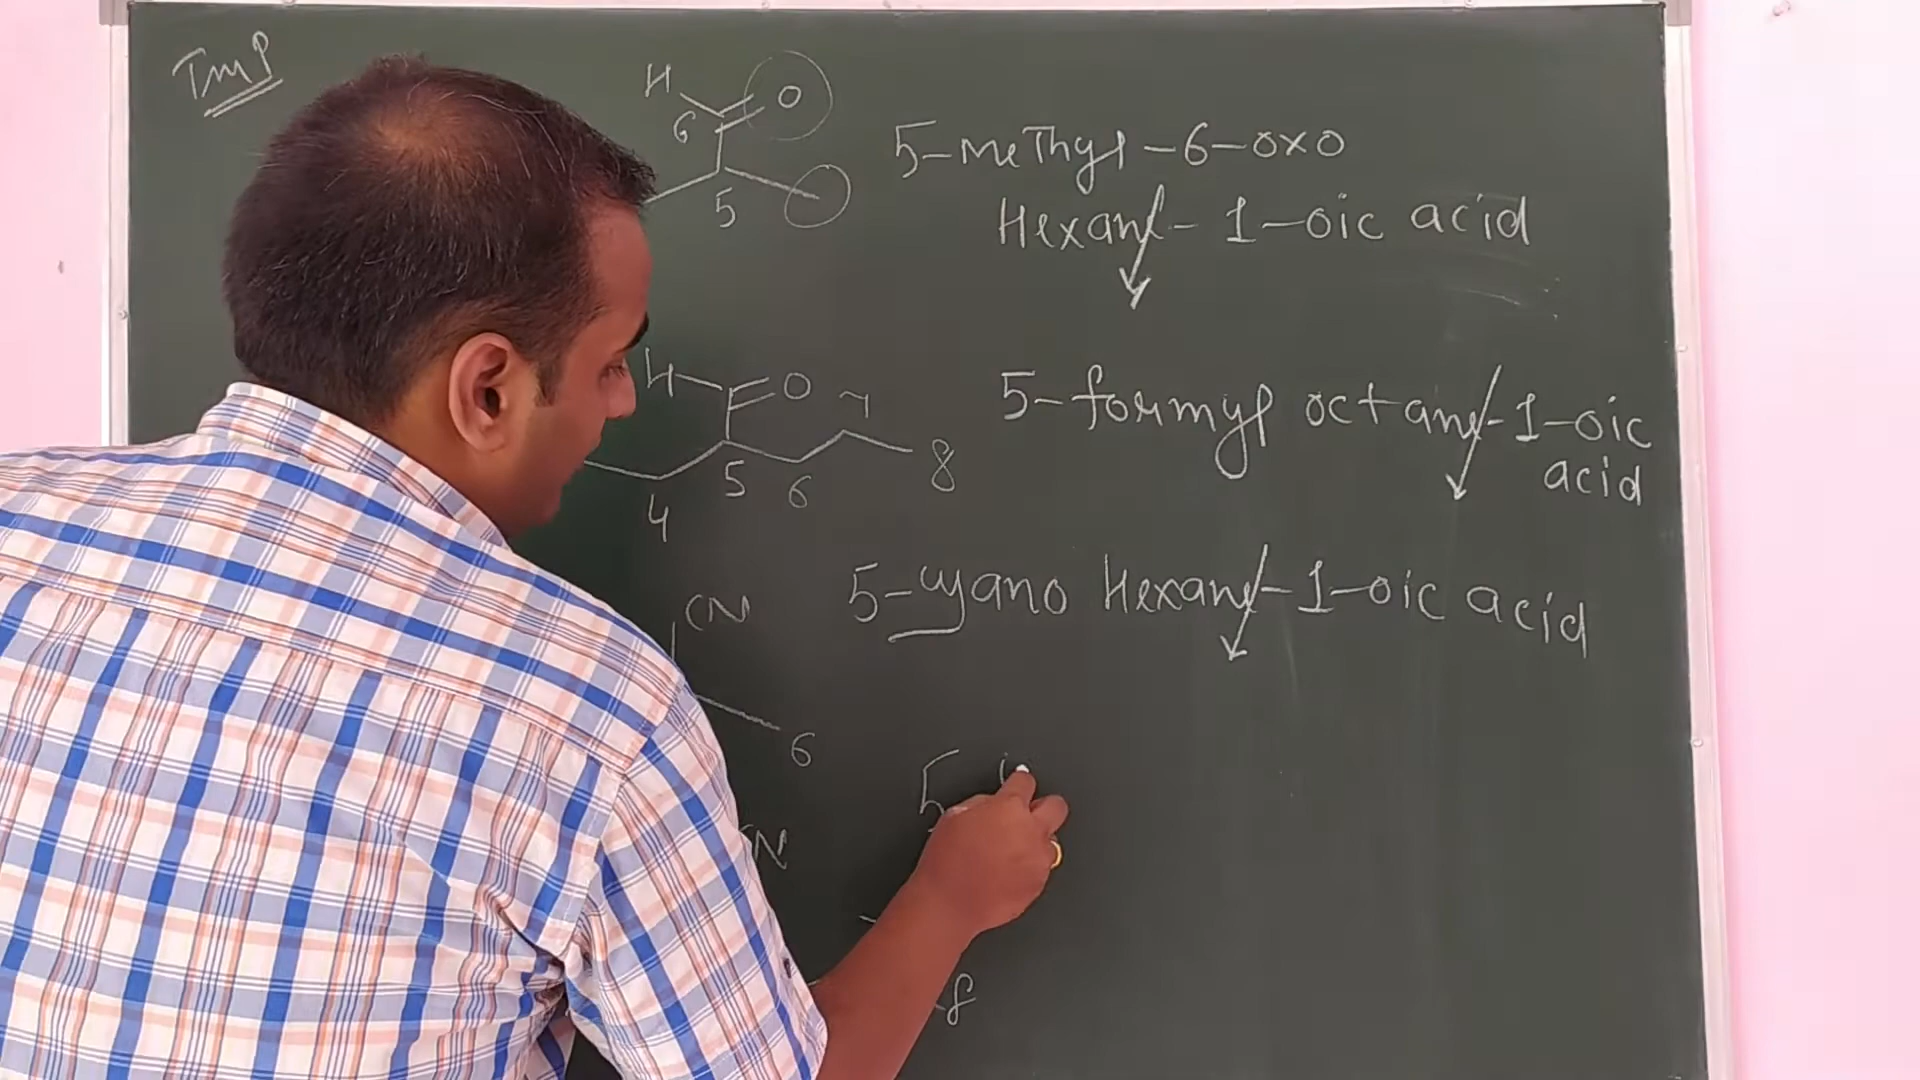 TMP
H
O
6
5
5-methyl-6-oxo
Hexane-1-oic acid
H
O
7
4
5
6
8
5-formyl octane-1-oic
acid
CN
6
5-cyano Hexane-1-oic acid
5
N
8